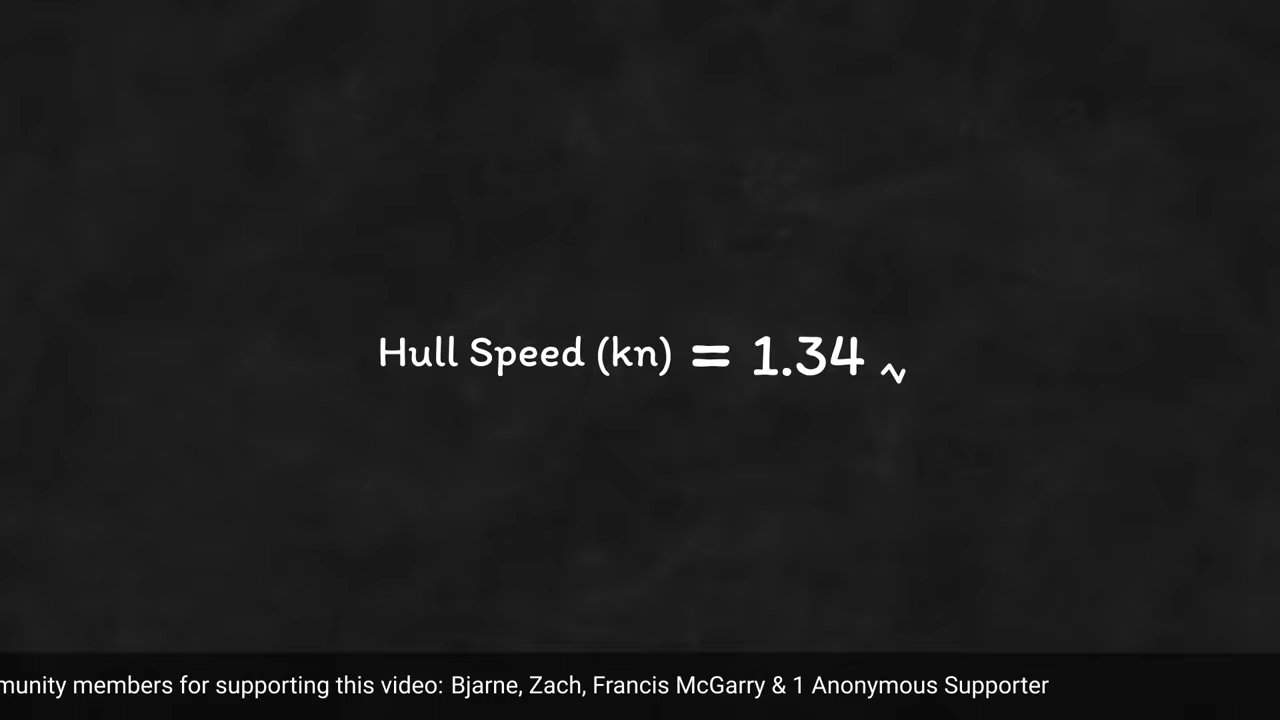 Hull Speed (kn) = 1.34
munity members for supporting this video: Bjarne, Zach, Francis McGarry & 1 Anonymous Supporter